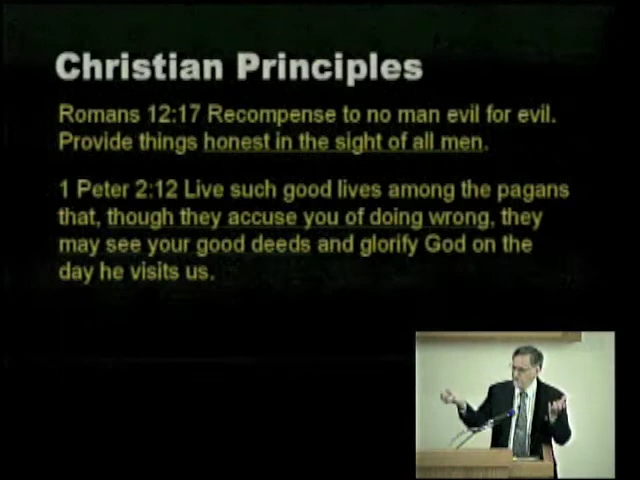 Christian Principles
Romans 12:17 Recompense to no man evil for evil.
Provide things honest in the sight of all men.
1 Peter 2:12 Live such good lives among the pagans
that, though they accuse you of doing wrong, they
may see your good deeds and glorify God on the
day he visits us.